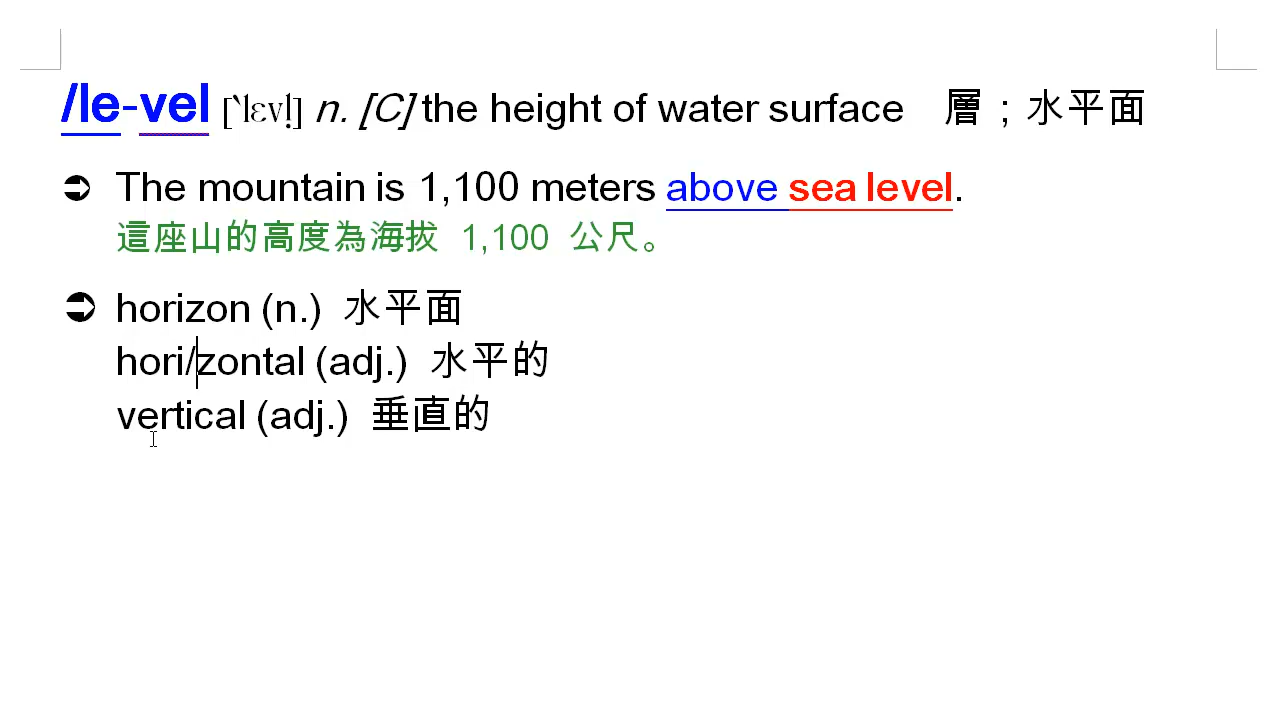 /le-vel [ˋlɛvḷ] n. [C] the height of water surface 層；水平面
➲ The mountain is 1,100 meters above sea level.
這座山的高度為海拔 1,100 公尺。
➲ horizon (n.) 水平面
hori/zontal (adj.) 水平的
vertical (adj.) 垂直的